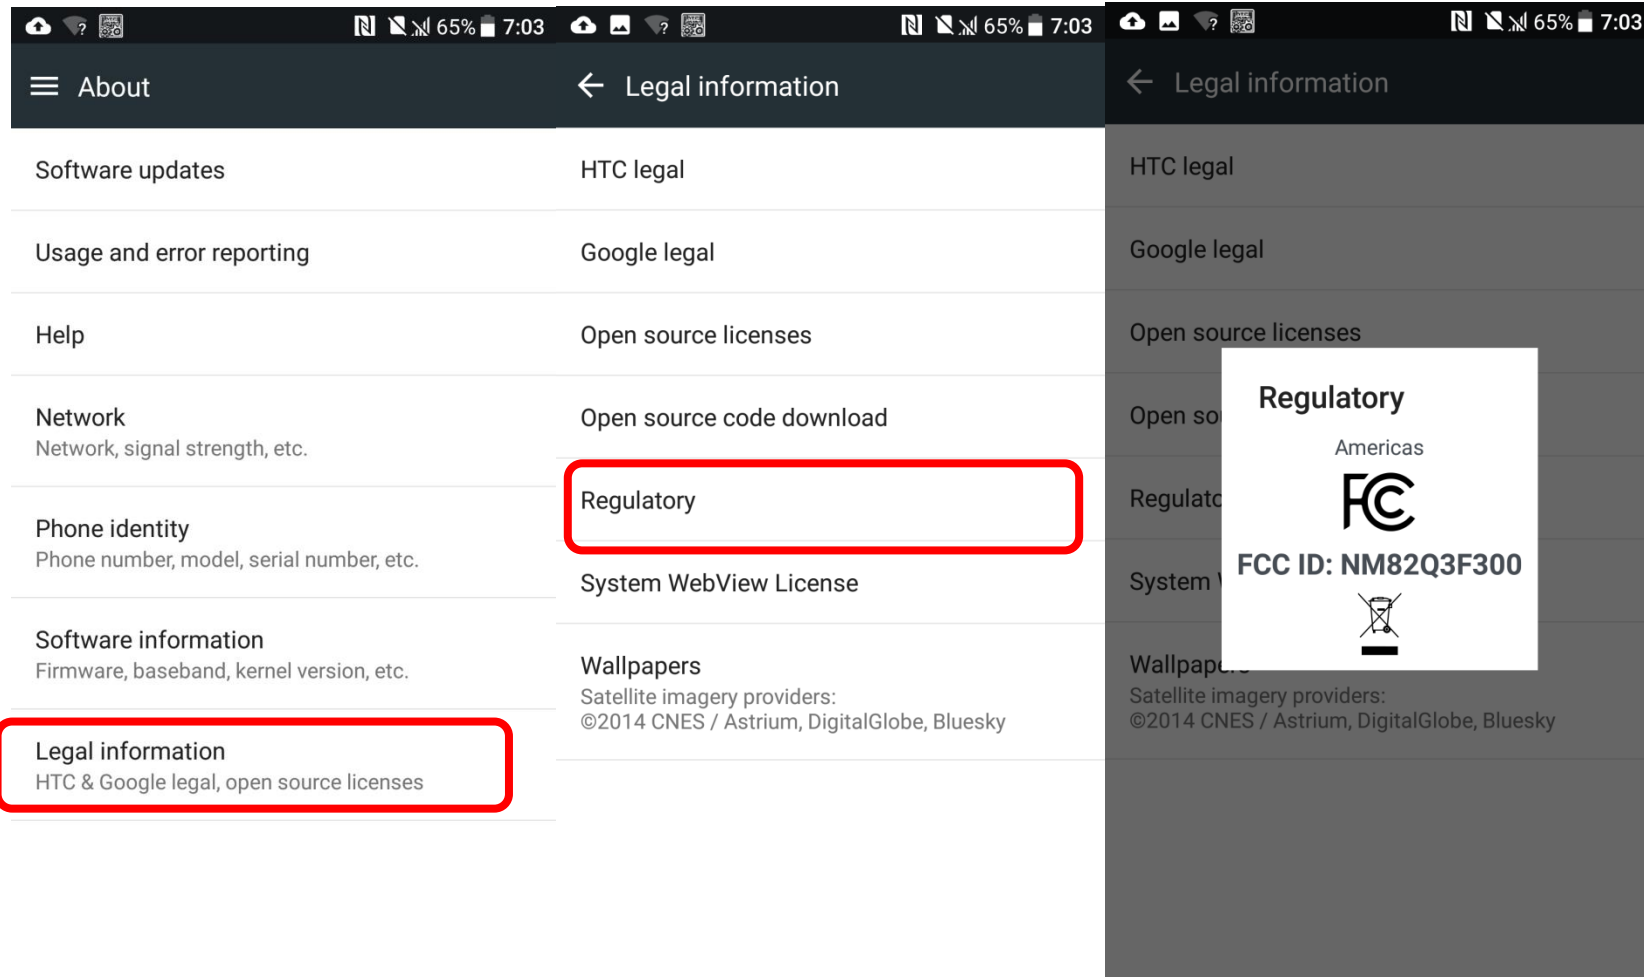 65% 7:03
About
Software updates
Usage and error reporting
Help
Network
Network, signal strength, etc.
Phone identity
Phone number, model, serial number, etc.
Software information
Firmware, baseband, kernel version, etc.
Legal information
HTC & Google legal, open source licenses
65% 7:03
Legal information
HTC legal
Google legal
Open source licenses
Open source code download
Regulatory
System WebView License
Wallpapers
Satellite imagery providers:
©2014 CNES / Astrium, DigitalGlobe, Bluesky
65% 7:03
Legal information
HTC legal
Google legal
Open source licenses
Open so
Regulato
System
Wallpapers
Satellite imagery providers:
©2014 CNES / Astrium, DigitalGlobe, Bluesky
Regulatory
Americas
FC
FCC ID: NM82Q3F300